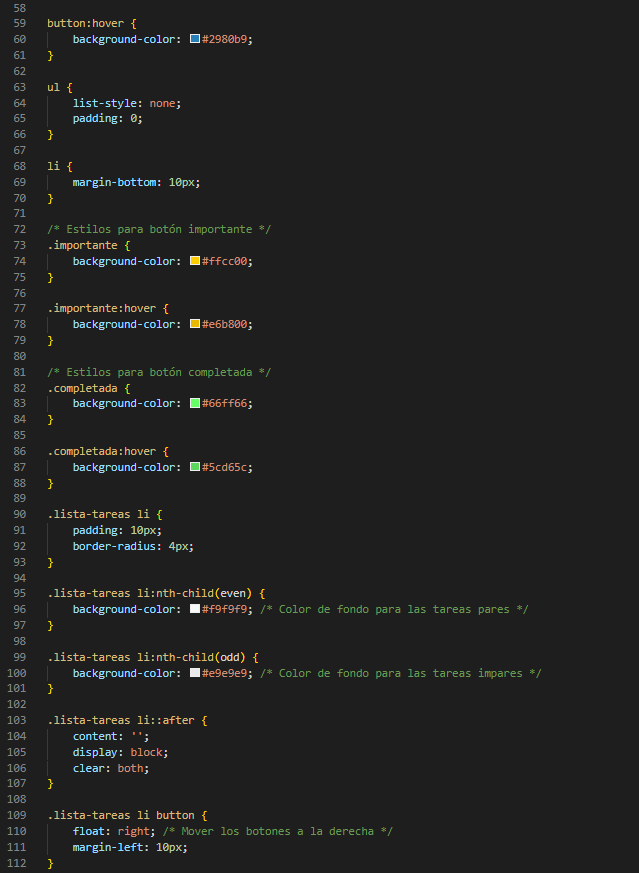 58
59 button:hover {
60     background-color: #2980b9;
61 }
62
63 ul {
64     list-style: none;
65     padding: 0;
66 }
67
68 li {
69     margin-bottom: 10px;
70 }
71
72 /* Estilos para botón importante */
73 .importante {
74     background-color: #ffcc00;
75 }
76
77 .importante:hover {
78     background-color: #e6b800;
79 }
80
81 /* Estilos para botón completada */
82 .completada {
83     background-color: #66ff66;
84 }
85
86 .completada:hover {
87     background-color: #5cd65c;
88 }
89
90 .lista-tareas li {
91     padding: 10px;
92     border-radius: 4px;
93 }
94
95 .lista-tareas li:nth-child(even) {
96     background-color: #f9f9f9; /* Color de fondo para las tareas pares */
97 }
98
99 .lista-tareas li:nth-child(odd) {
100     background-color: #e9e9e9; /* Color de fondo para las tareas impares */
101 }
102
103 .lista-tareas li::after {
104     content: '';
105     display: block;
106     clear: both;
107 }
108
109 .lista-tareas li button {
110     float: right; /* Mover los botones a la derecha */
111     margin-left: 10px;
112 }